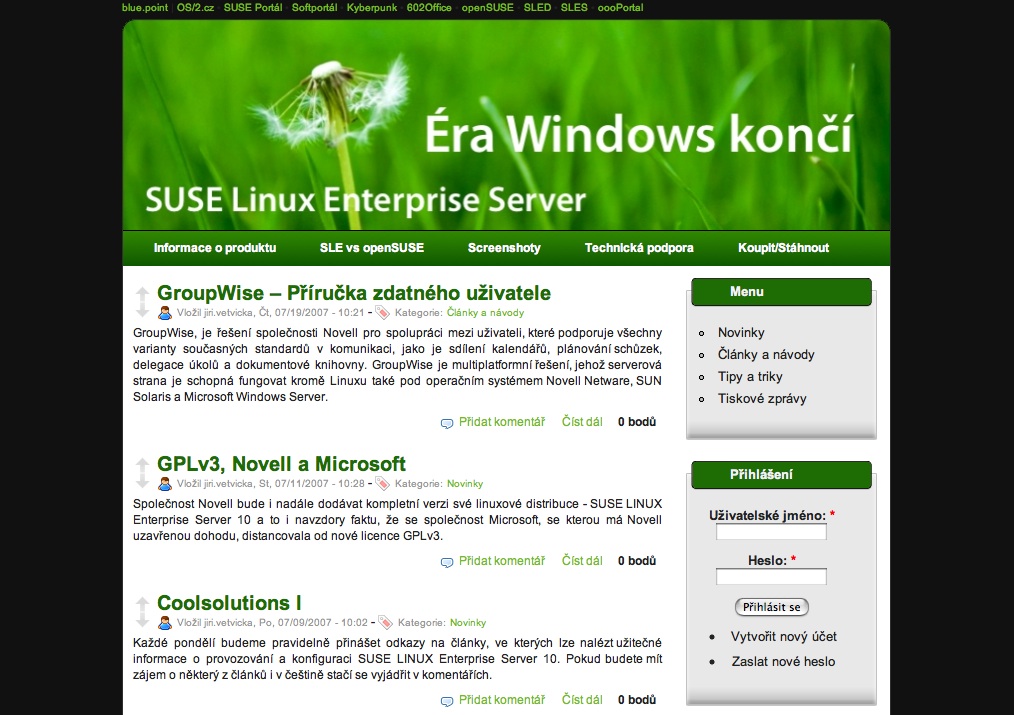 blue.point | OS/2.cz · SUSE Portál · Softportál · Kyberpunk · 602Office · openSUSE · SLED · SLES · oooPortal
Éra Windows končí
SUSE Linux Enterprise Server
Informace o produktu SLE vs openSUSE Screenshoty Technická podpora Koupit/Stáhnout
GroupWise – Příručka zdatného uživatele
Vložil jiri.vetvicka, Čt, 07/19/2007 - 10:21 - Kategorie: Články a návody
GroupWise, je řešení společnosti Novell pro spolupráci mezi uživateli, které podporuje všechny
varianty současných standardů v komunikaci, jako je sdílení kalendářů, plánování schůzek,
delegace úkolů a dokumentové knihovny. GroupWise je multiplatformní řešení, jehož serverová
strana je schopná fungovat kromě Linuxu také pod operačním systémem Novell Netware, SUN
Solaris a Microsoft Windows Server.
Přidat komentář Číst dál 0 bodů
GPLv3, Novell a Microsoft
Vložil jiri.vetvicka, St, 07/11/2007 - 10:28 - Kategorie: Novinky
Společnost Novell bude i nadále dodávat kompletní verzi své linuxové distribuce - SUSE LINUX
Enterprise Server 10 a to i navzdory faktu, že se společnost Microsoft, se kterou má Novell
uzavřenou dohodu, distancovala od nové licence GPLv3.
Přidat komentář Číst dál 0 bodů
Coolsolutions I
Vložil jiri.vetvicka, Po, 07/09/2007 - 10:02 - Kategorie: Novinky
Každé pondělí budeme pravidelně přinášet odkazy na články, ve kterých lze nalézt užitečné
informace o provozování a konfiguraci SUSE LINUX Enterprise Server 10. Pokud budete mít
zájem o některý z článků i v češtině stačí se vyjádřit v komentářích.
Přidat komentář Číst dál 0 bodů
Menu
Novinky
Články a návody
Tipy a triky
Tiskové zprávy
Přihlášení
Uživatelské jméno: *
Heslo: *
Přihlásit se
Vytvořit nový účet
Zaslat nové heslo